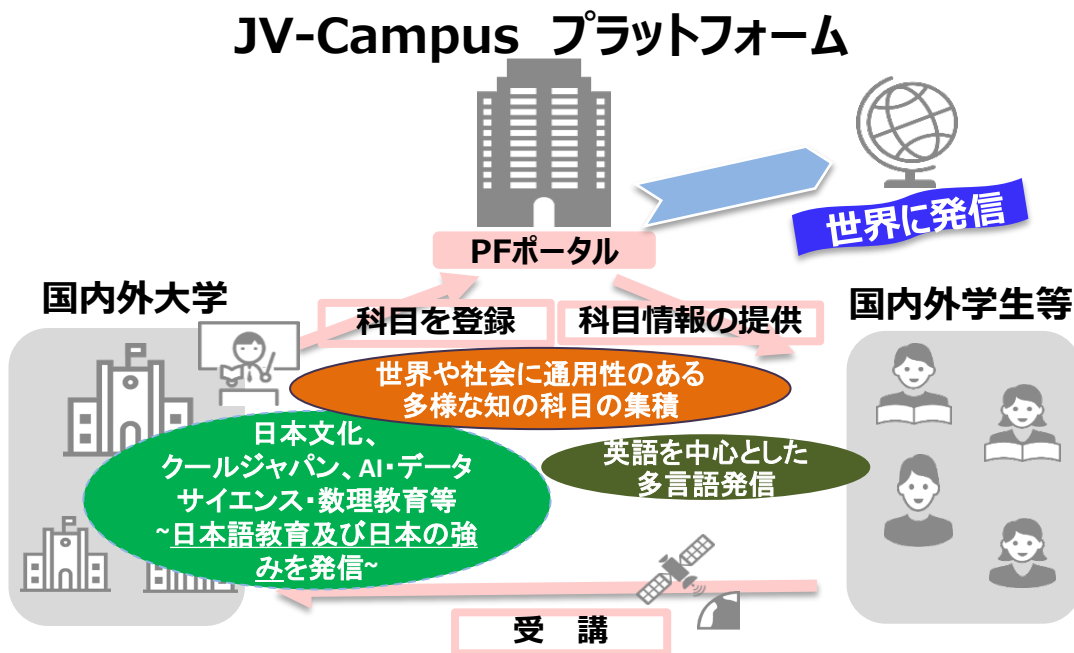 JV-Campus プラットフォーム
世界に発信
PFポータル
国内外大学
国内外学生等
科目を登録
科目情報の提供
世界や社会に通用性のある
多様な知の科目の集積
日本文化、
クールジャパン、AI・データ
サイエンス・数理教育等
~日本語教育及び日本の強
みを発信~
英語を中心とした
多言語発信
受　講